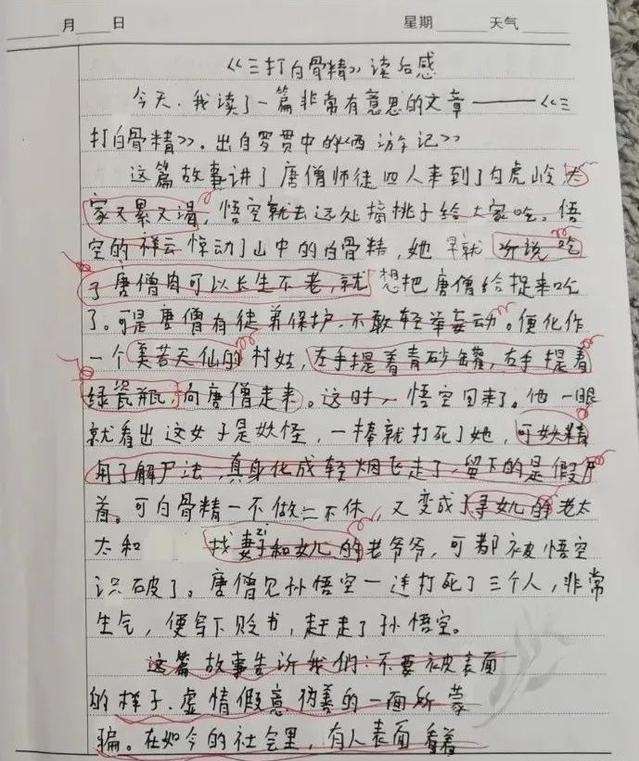 月 日 星期 天气
《三打白骨精》读后感
今天.我读了一篇非常有意思的文章——《三
打白骨精》.出自罗贯中的《西游记》
这篇故事讲了唐僧师徒四人来到了白虎岭大
家又累又渴,悟空就去远处摘桃子给大家吃。悟
空的祥云惊动了山中的白骨精,她早就听说吃
了唐僧肉可以长生不老,就想把唐僧给捉来吃
了。可是唐僧有徒弟保护,不敢轻举妄动。便化作
一个美若天仙的村姑,左手提着青砂罐,右手提着
绿瓷瓶向唐僧走来。这时,悟空回来了。他一眼
就看出这女子是妖怪,一棒就打死了她,可妖精
用了解尸法,真身化成轻烟飞走了,留下的是假尸
首。可白骨精一不做二不休,又变成了寻女儿的老太
太和 找妻子zi和女儿的老爷爷,可都被悟空
识破了。唐僧见孙悟空一连打死了三个人,非常
生气,便写下贬书,赶走了孙悟空。
这篇故事告诉我们:不要被表面
的样子.虚情假意伪善的一面所蒙
骗。在如今的社会里,有人表面看着